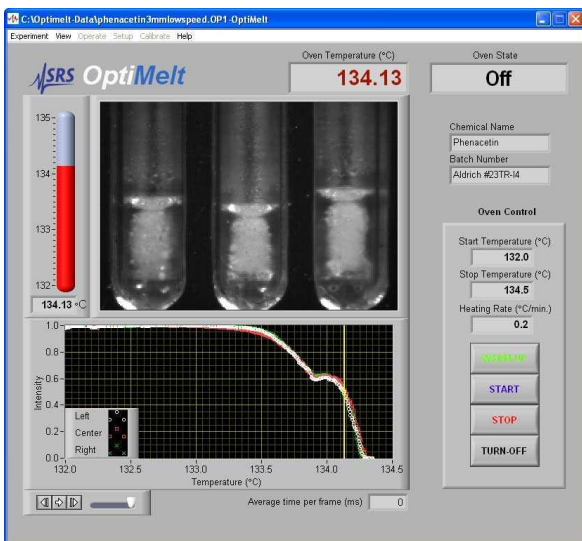 C:\Optimelt-Data\phenacetin3mmlowspeed.OP1-OptiMelt
Experiment View Operate Setup Calibrate Help
SRS OptiMelt
Oven Temperature (°C)
134.13
Oven State
Off
135
134
133
132
134.13 °C
Chemical Name
Phenacetin
Batch Number
Aldrich #23TR-I4
Oven Control
Start Temperature (°C)
132.0
Stop Temperature (°C)
134.5
Heating Rate (°C/min.)
0.2
START
STOP
TURN-OFF
1.0
0.8
0.6
0.4
0.2
0.0
Intensity
Left
Center
Right
132.0 132.5 133.0 133.5 134.0 134.5
Temperature (°C)
Average time per frame (ms) 0